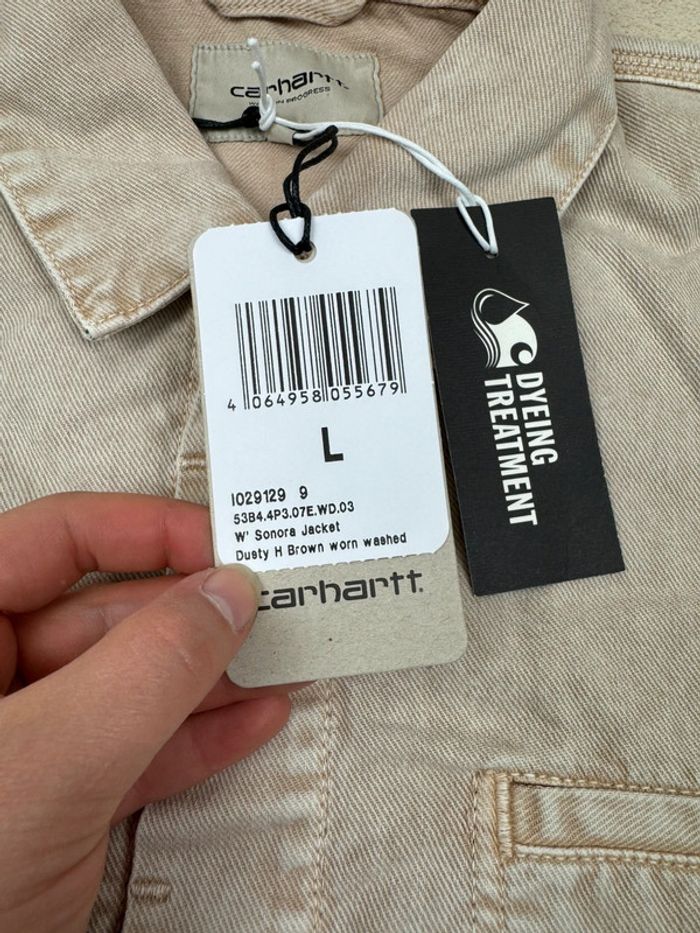 carhartt
WORK IN PROGRESS
4 064958 055679
L
I029129 9
53B4.4P3.07E.WD.03
W' Sonora Jacket
Dusty H Brown worn washed
carhartt.
DYEING
TREATMENT